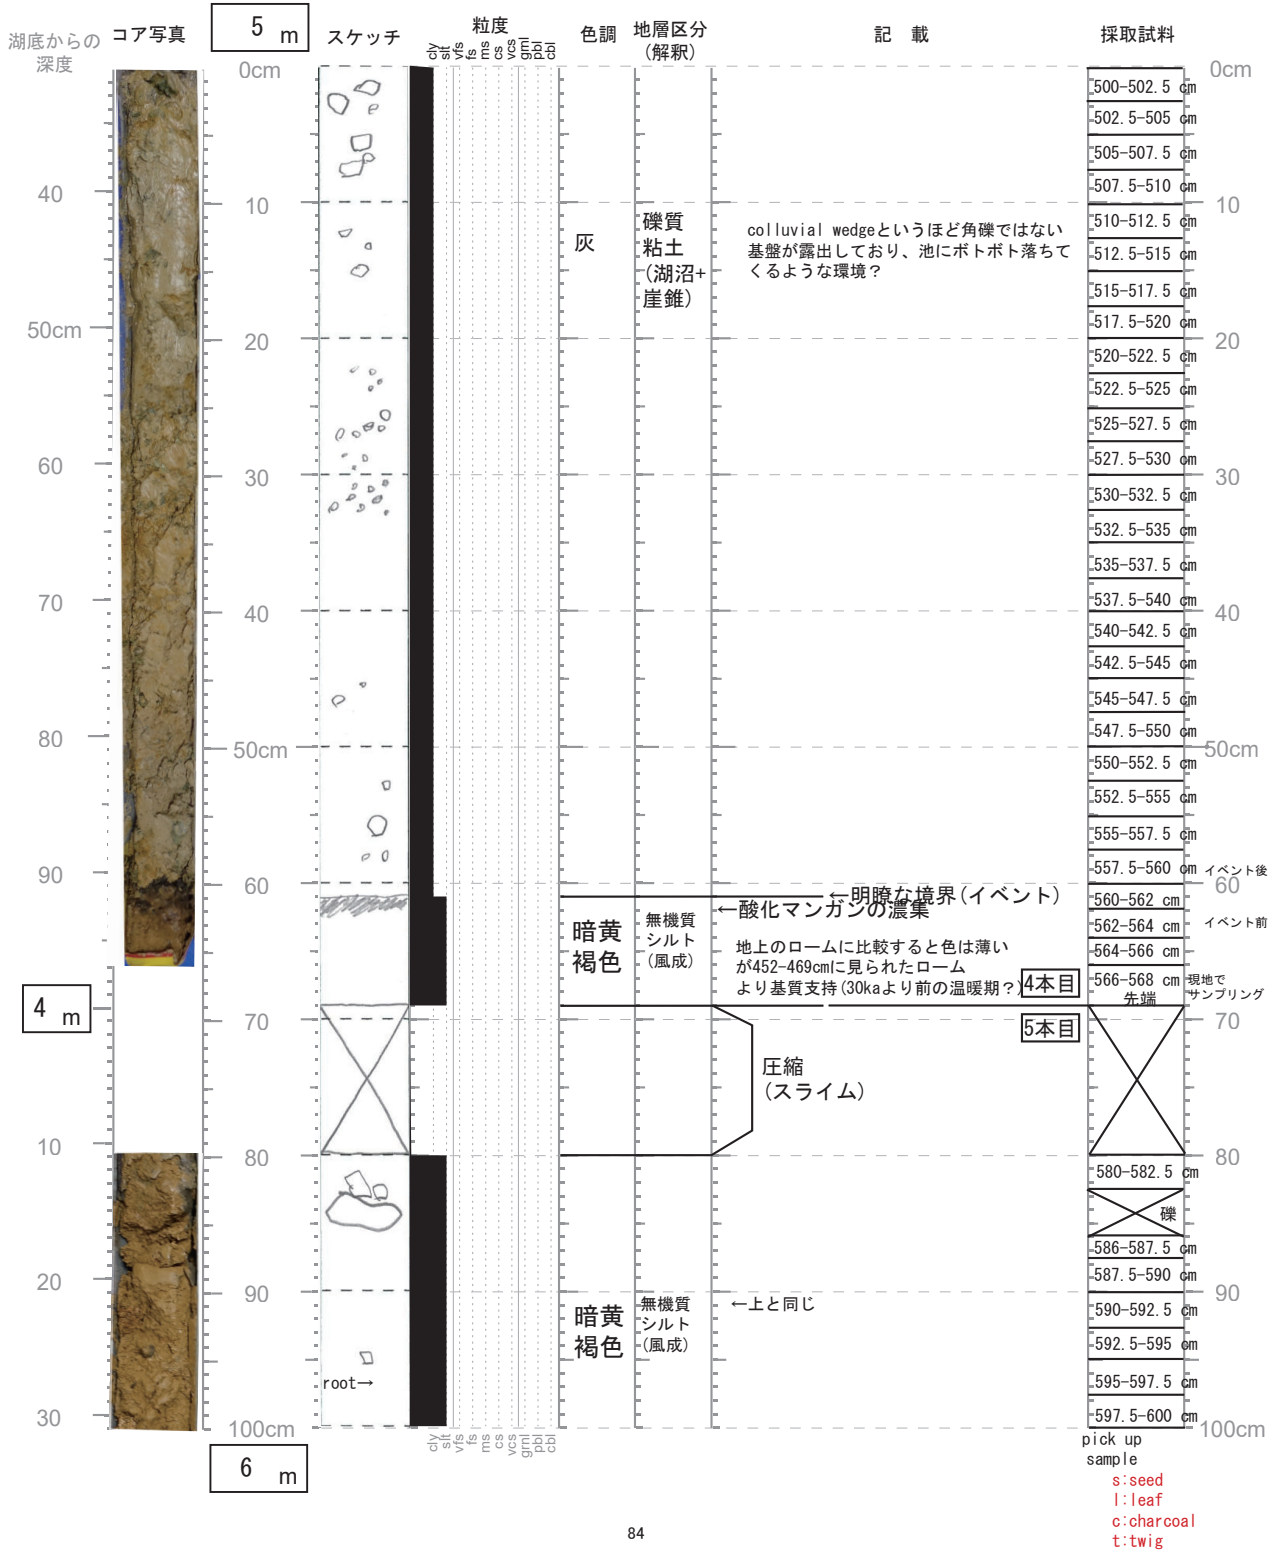 湖底からの
深度
コア写真
5 m
スケッチ
粒度
cly
slt
vfs
fs
ms
cs
vcs
grnl
pbl
cbl
色調
地層区分
(解釈)
記 載
採取試料
0cm
10
20
30
40
50cm
60
70
80
90
100cm
40
50cm
60
70
80
90
4 m
10
20
30
灰
礫質
粘土
(湖沼+
崖錐)
colluvial wedgeというほど角礫ではない
基盤が露出しており、池にボトボト落ちて
くるような環境?
←明瞭な境界(イベント)
←酸化マンガンの濃集
暗黄
褐色
無機質
シルト
(風成)
地上のロームに比較すると色は薄い
が452-469cmに見られたローム
より基質支持(30kaより前の温暖期?)
4本目
5本目
圧縮
(スライム)
暗黄
褐色
無機質
シルト
(風成)
←上と同じ
root→
500-502.5 cm
502.5-505 cm
505-507.5 cm
507.5-510 cm
510-512.5 cm
512.5-515 cm
515-517.5 cm
517.5-520 cm
520-522.5 cm
522.5-525 cm
525-527.5 cm
527.5-530 cm
530-532.5 cm
532.5-535 cm
535-537.5 cm
537.5-540 cm
540-542.5 cm
542.5-545 cm
545-547.5 cm
547.5-550 cm
550-552.5 cm
552.5-555 cm
555-557.5 cm
557.5-560 cm イベント後
560-562 cm
562-564 cm イベント前
564-566 cm
566-568 cm 現地で
サンプリング
先端
580-582.5 cm
礫
586-587.5 cm
587.5-590 cm
590-592.5 cm
592.5-595 cm
595-597.5 cm
597.5-600 cm
0cm
10
20
30
40
50cm
60
70
80
90
100cm
cly
slt
vfs
fs
ms
cs
vcs
grnl
pbl
cbl
6 m
pick up
sample
s:seed
l:leaf
c:charcoal
t:twig
84